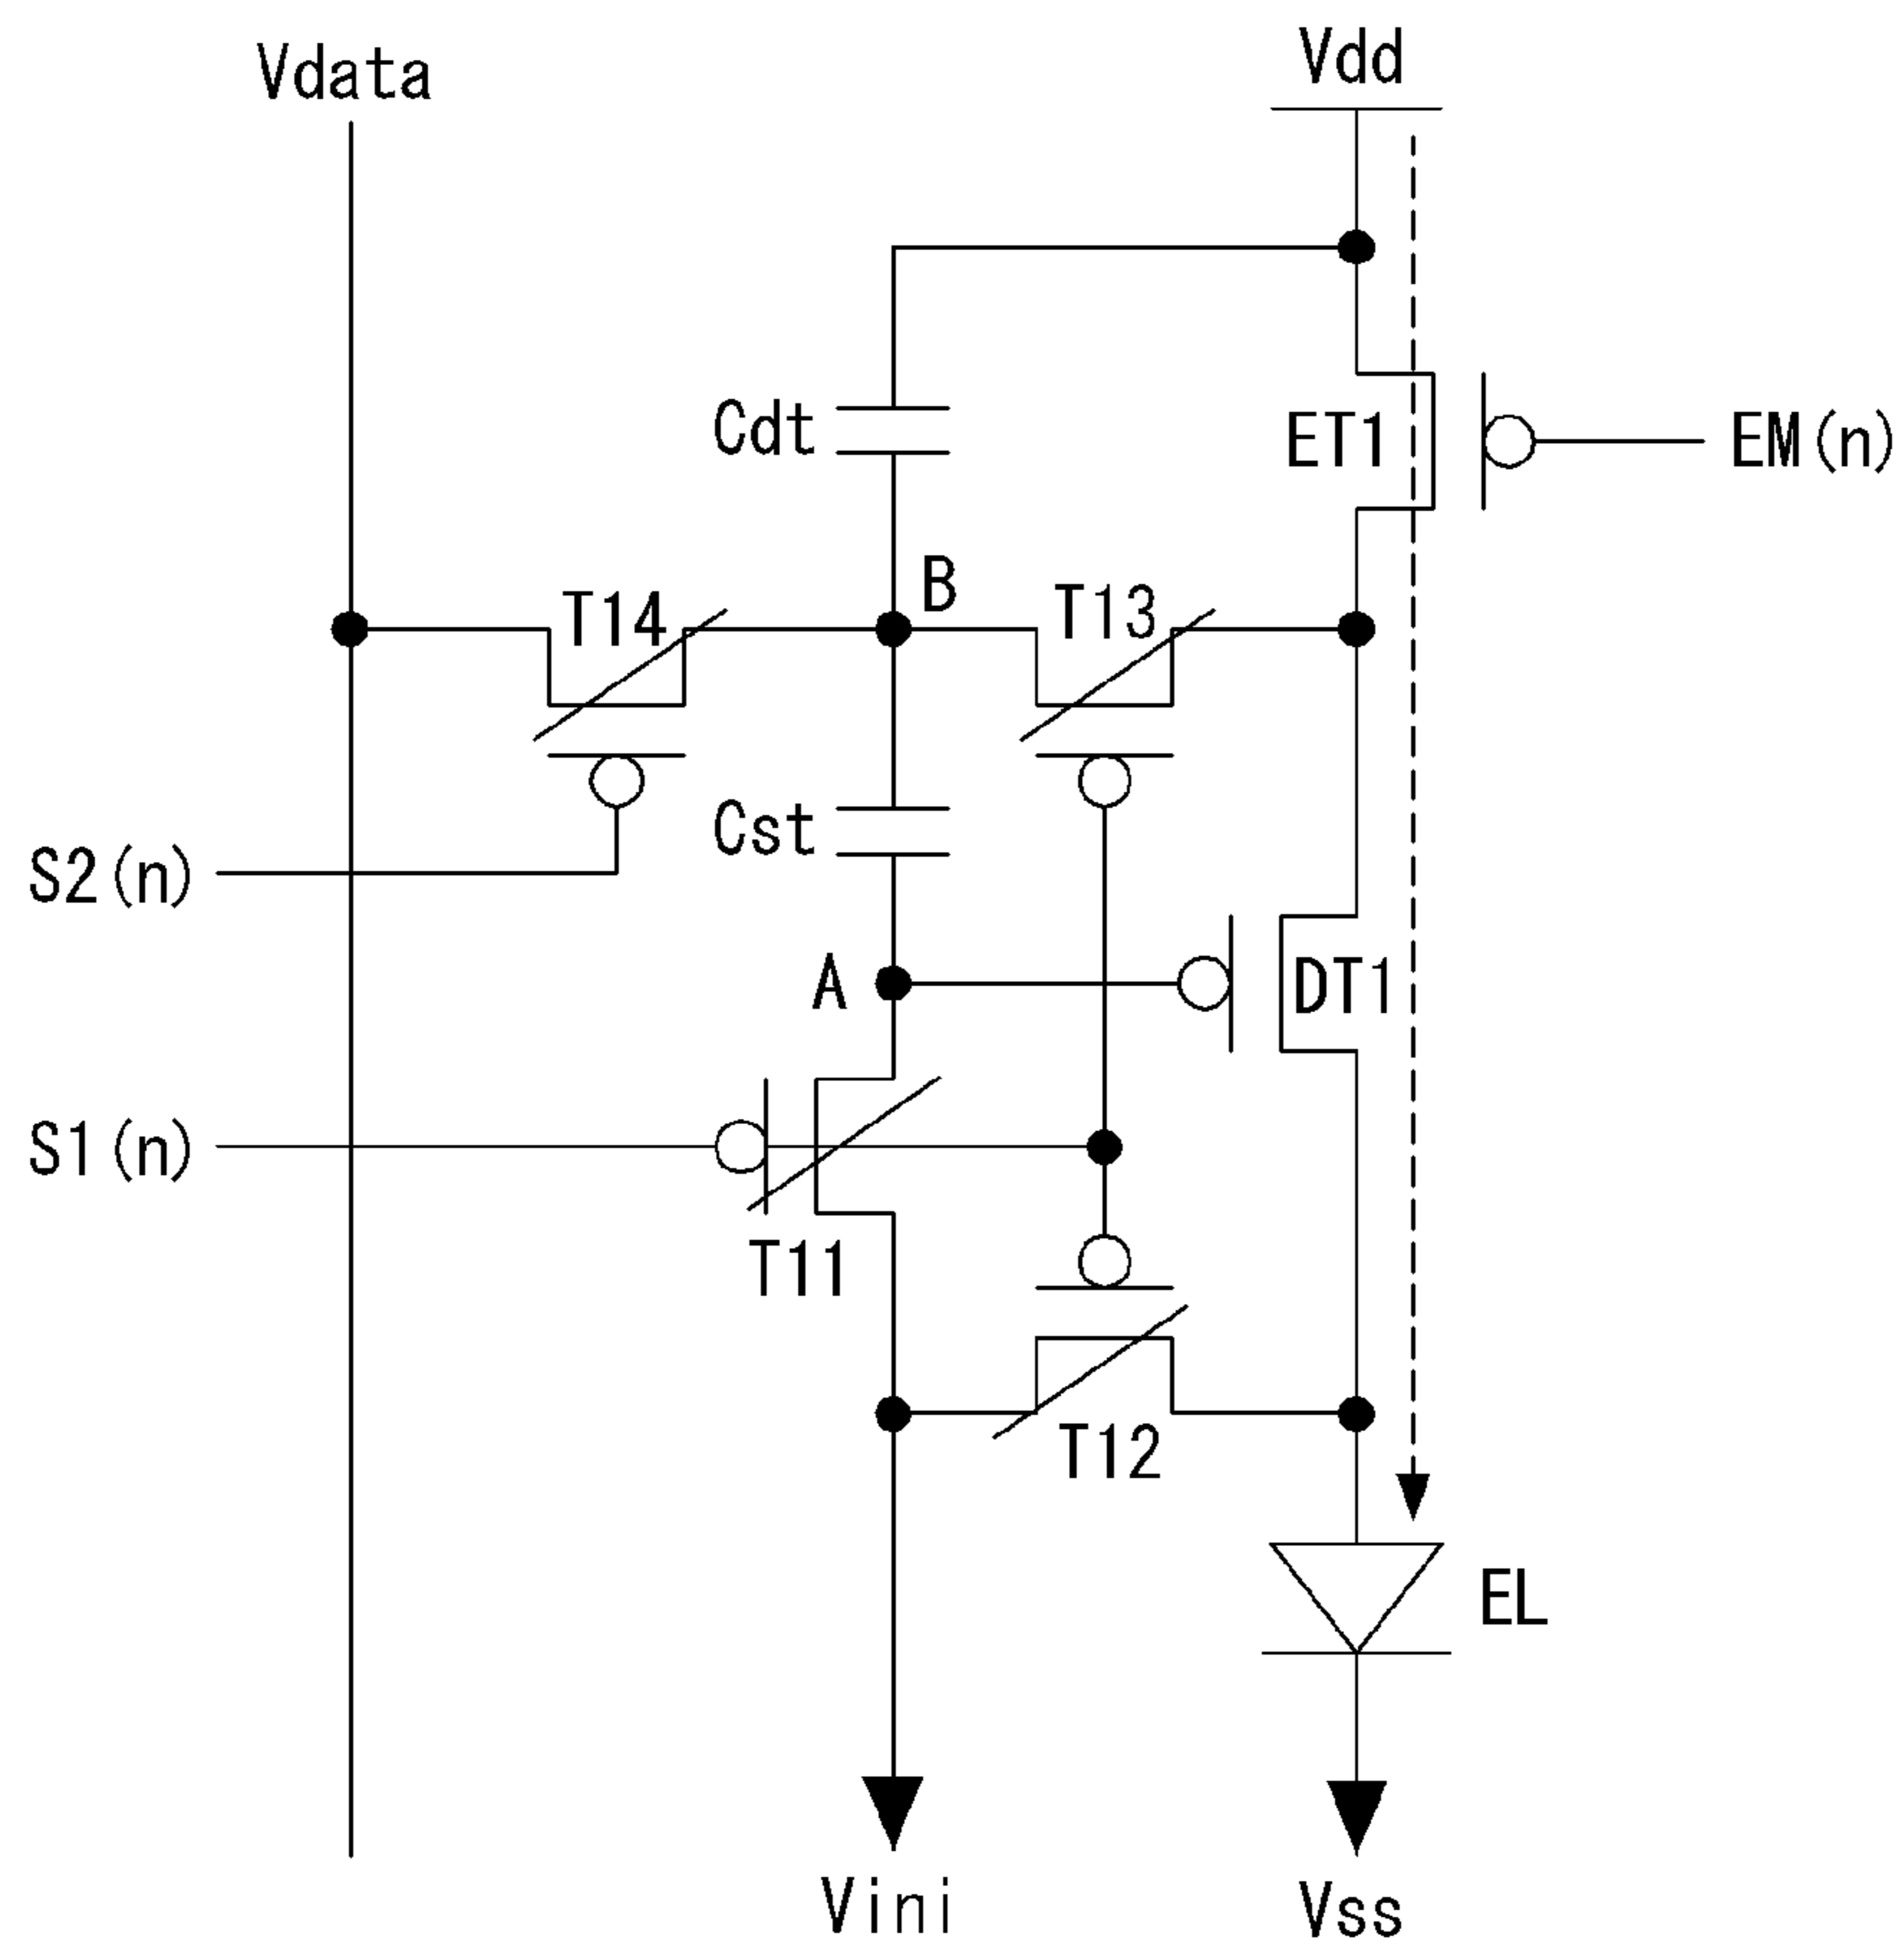 Vdata
Vdd
Cdt
ET1
EM(n)
B
T14
T13
Cst
S2(n)
A
DT1
S1(n)
T11
T12
EL
Vini
Vss